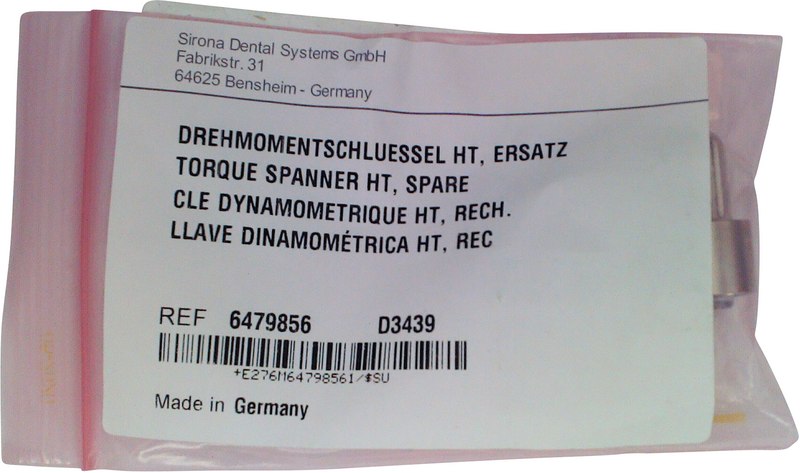 Sirona Dental Systems GmbH
Fabrikstr. 31
64625 Bensheim - Germany
DREHMOMENTSCHLUESSEL HT, ERSATZ
TORQUE SPANNER HT, SPARE
CLE DYNAMOMETRIQUE HT, RECH.
LLAVE DINAMOMÉTRICA HT, REC
REF 6479856 D3439
+E276M64798561/$SU
Made in Germany